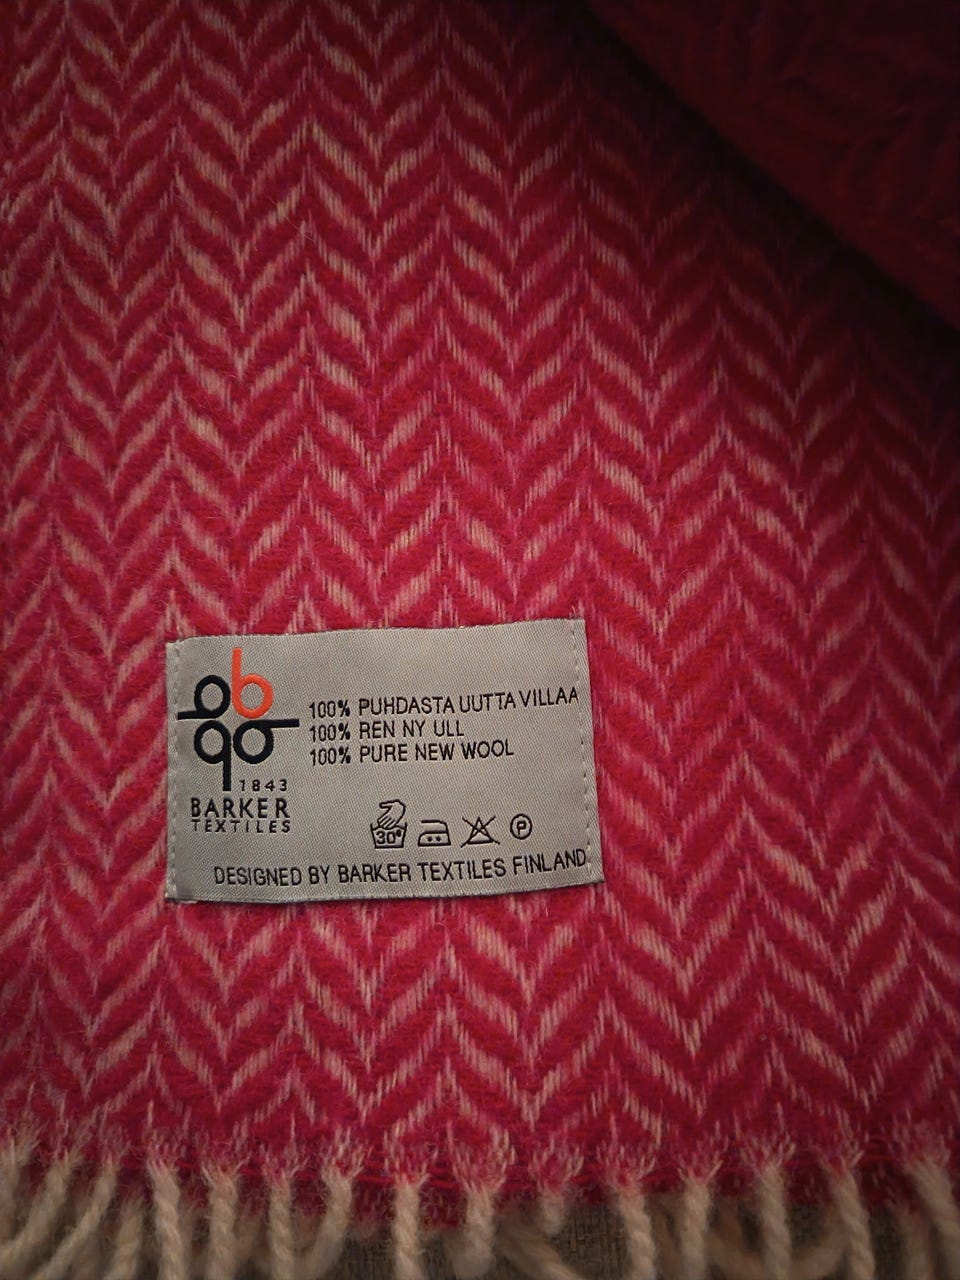 100% PUHDASTA UUTTA VILLAA
100% REN NY ULL
100% PURE NEW WOOL
1843
BARKER
TEXTILES
30°
P
DESIGNED BY BARKER TEXTILES FINLAND